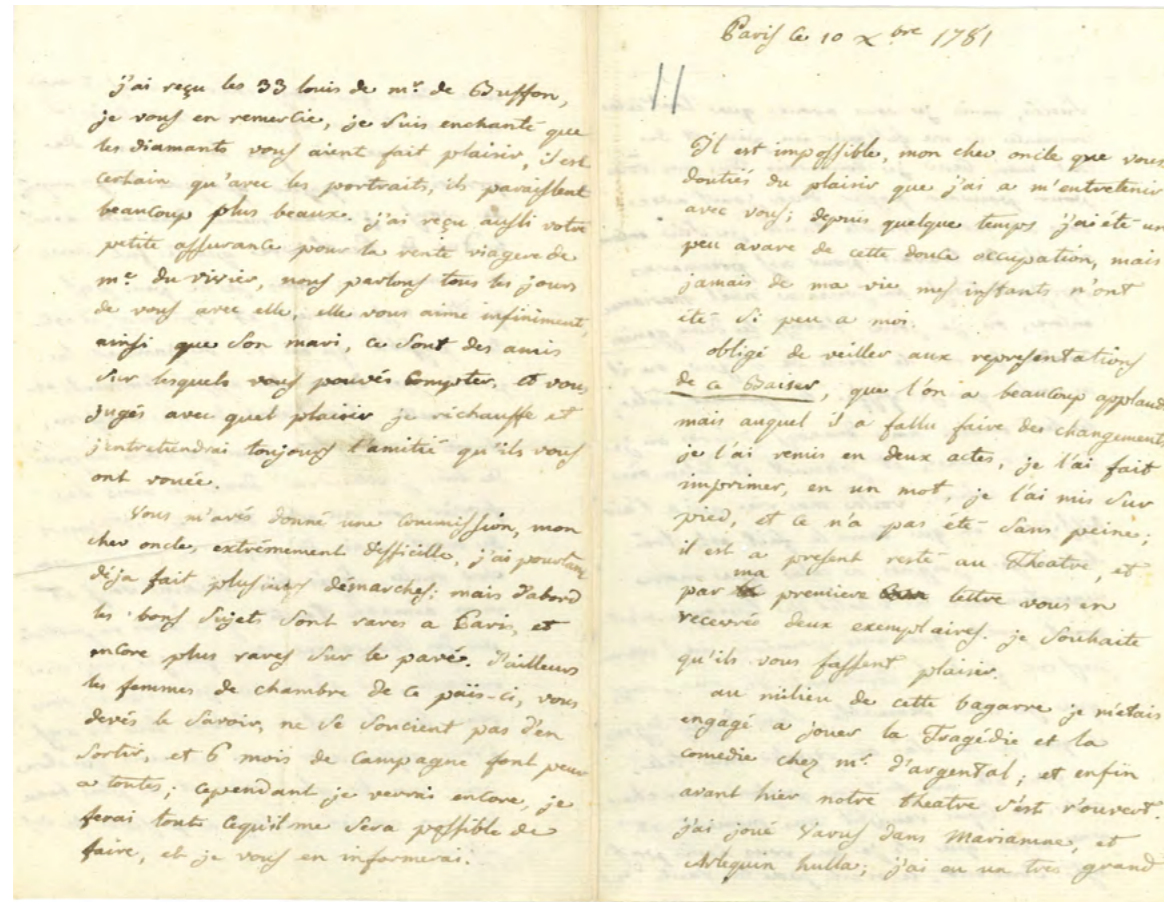 j'ai reçu les 33 louis de mr. de Buffon,
je vous en remercie, je suis enchanté que
les diamants vous aient fait plaisir, il est
certain qu'avec les portraits, ils paraissent
beaucoup plus beaux. j'ai reçu aussi votre
petite assurance pour la rente viagere de
me. du vivier, nous parlons tous les jours
de vous avec elle, elle vous aime infiniment,
ainsi que son mari, ce sont des amis
sur lesquels vous pouvés compter, et vous
jugés avec quel plaisir je réchauffe et
j'entretiendrai toujours l'amitié qu'ils vous
ont vouée.
Vous m'avés donné une commission, mon
cher oncle, extrémement difficille, j'ai pourtant
déja fait plusieurs démarches; mais d'abord
les bons sujets sont rares a Paris, et
encore plus rares sur le pavé. d'ailleurs
les femmes de chambre de ce païs-ci, vous
devés le savoir, ne se soucient pas d'en
sortir, et 6 mois de campagne font peur
a toutes; cependant je verrai encore, je
ferai tout cequ'il me sera possible de
faire, et je vous en informerai.
Paris ce 10 xbre 1781
11
Il est impossible, mon cher oncle que vous
doutiés du plaisir que j'ai a m'entretenir
avec vous; depuis quelque temps j'ai été un
peu avare de cette douce occupation, mais
jamais de ma vie mes instants n'ont
été si peu a moi.
obligé de veiller aux representations
de ce Baiser, que l'on a beaucoup applaudi
mais auquel il a fallu faire des changements,
je l'ai remis en deux actes, je l'ai fait
imprimer, en un mot, je l'ai mis sur
pied, et ce n'a pas été sans peine;
il est a present resté au theatre, et
par ma premiere lettre vous en
recevrés deux exemplaires. je souhaite
qu'ils vous fassent plaisir.
au milieu de cette bagarre je m'étais
engagé a jouer la Tragédie et la
comedie chez mr. d'argental; et enfin
avant hier notre theatre s'est r'ouvert.
j'ai joué Varus dans Mariamne, et
Arlequin hulla; j'ai eu un tres grand